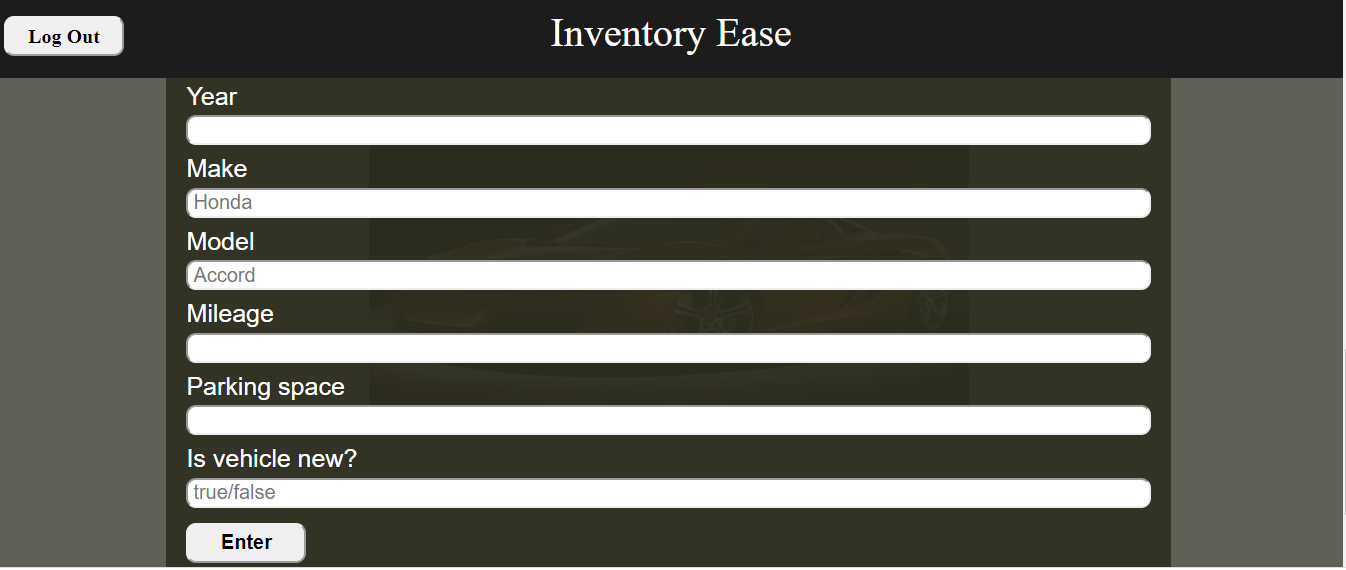 Log Out
Inventory Ease
Year
Make
Honda
Model
Accord
Mileage
Parking space
Is vehicle new?
true/false
Enter